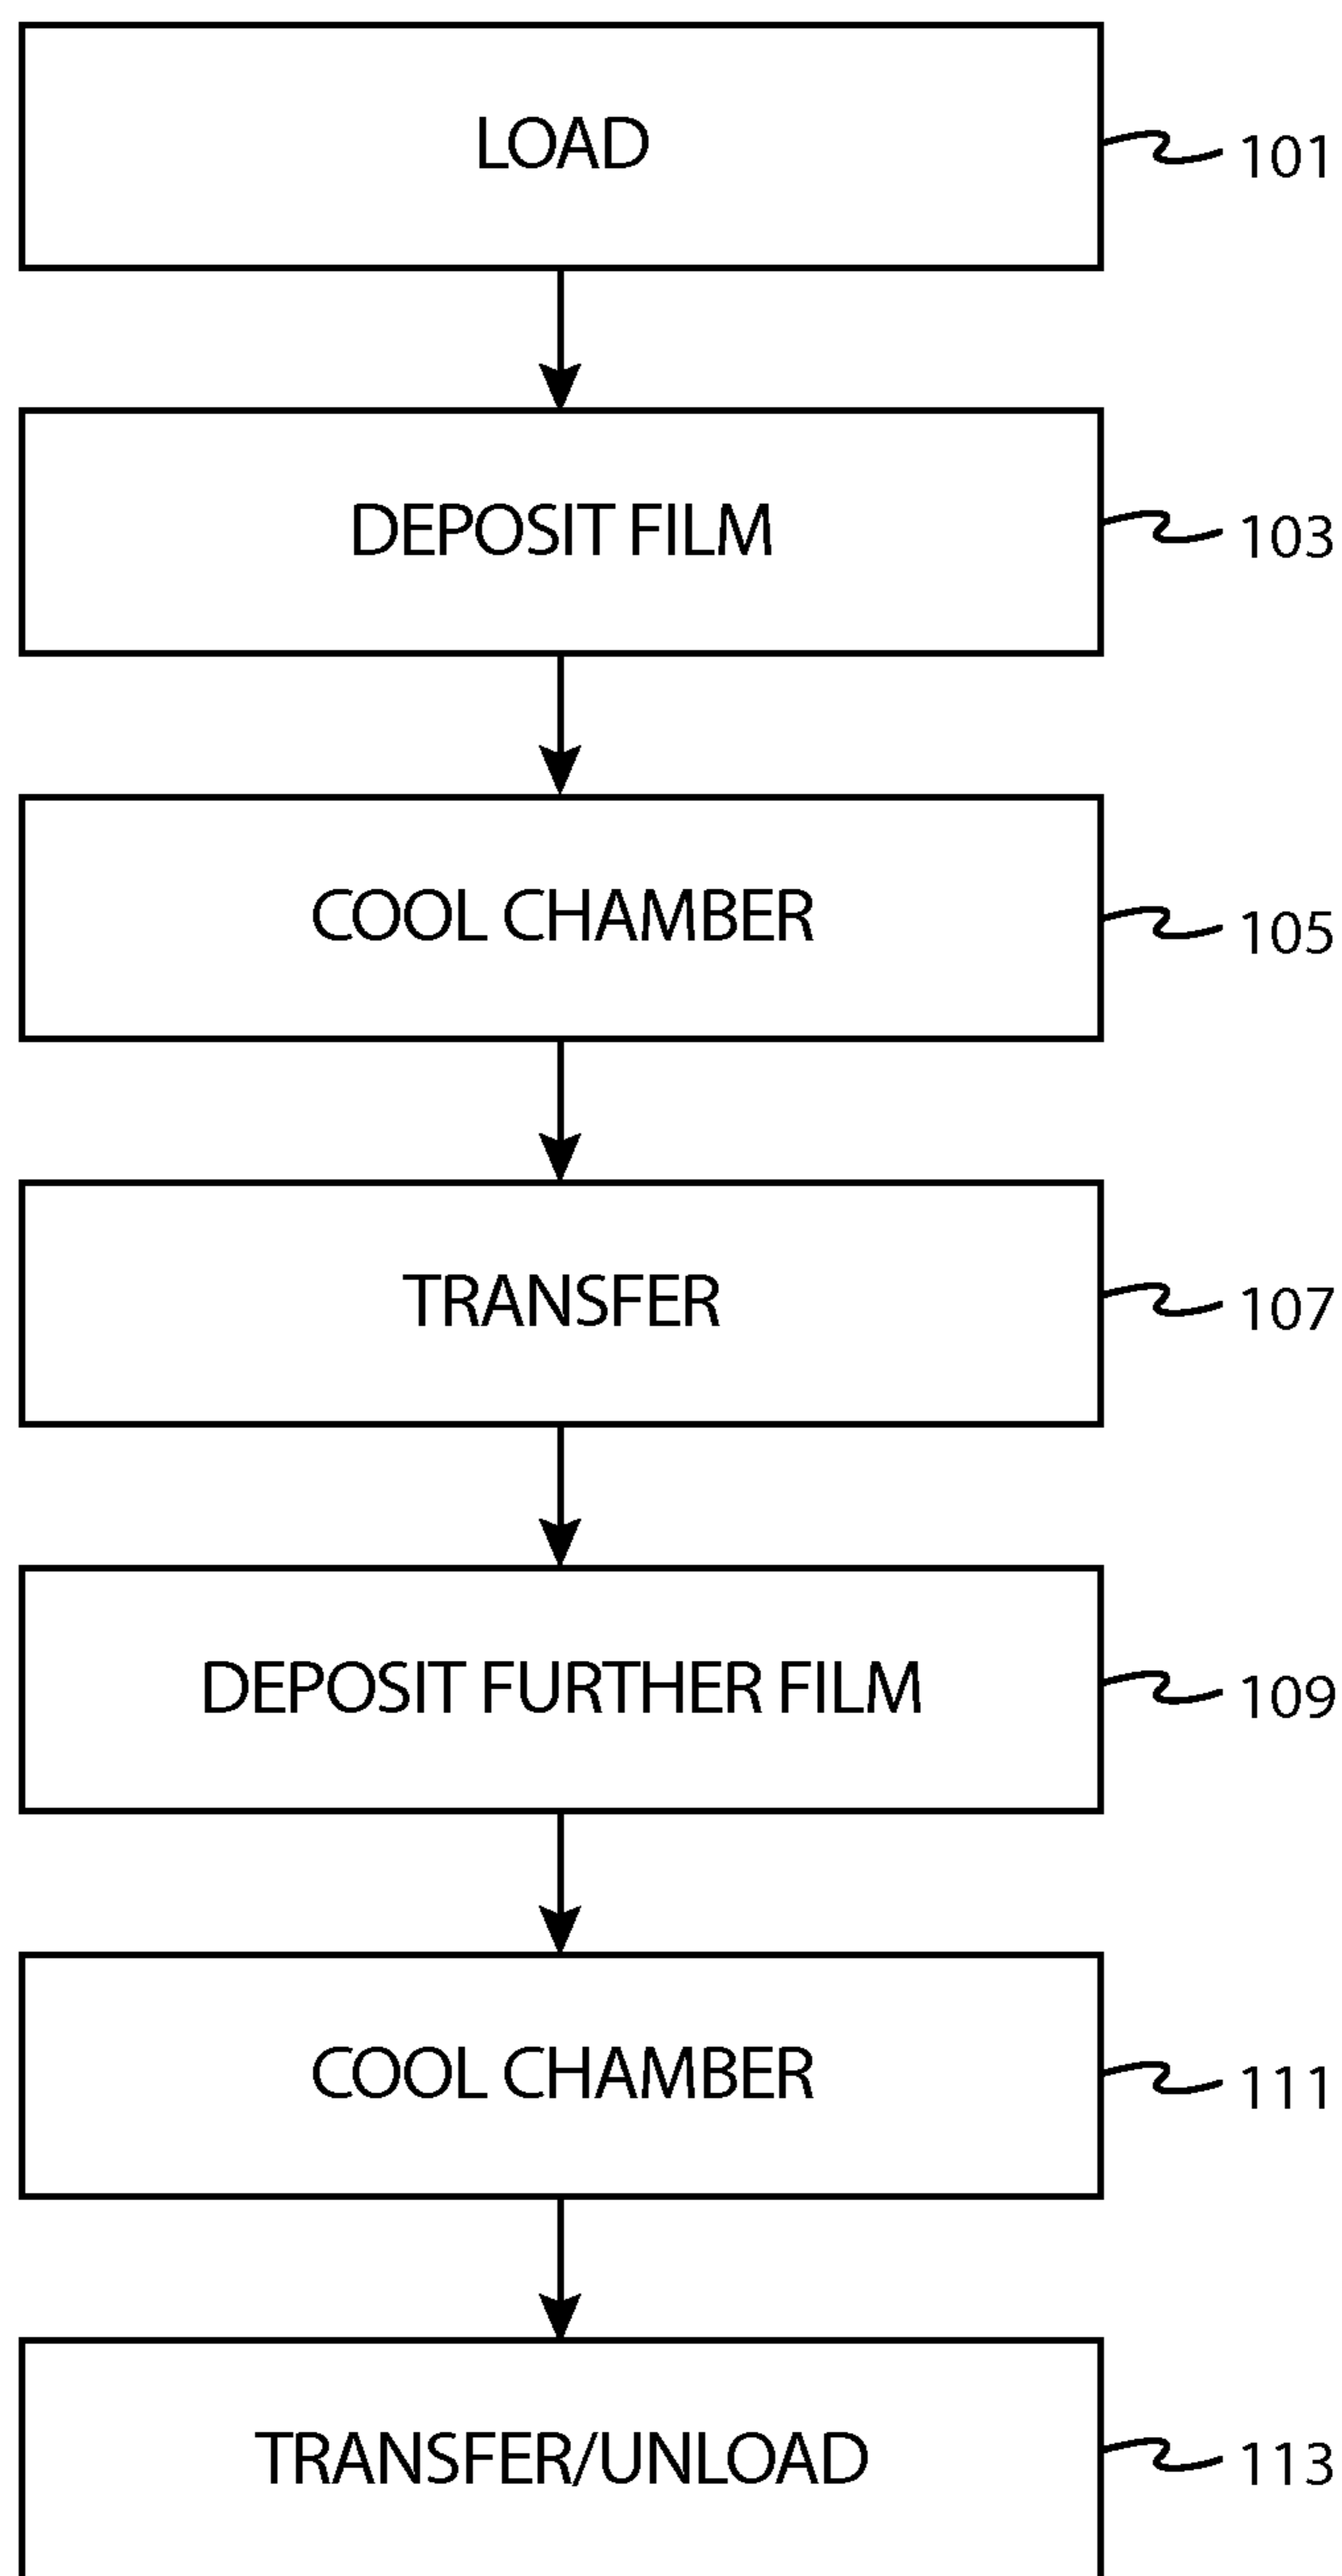 LOAD
101
DEPOSIT FILM
103
COOL CHAMBER
105
TRANSFER
107
DEPOSIT FURTHER FILM
109
COOL CHAMBER
111
TRANSFER/UNLOAD
113